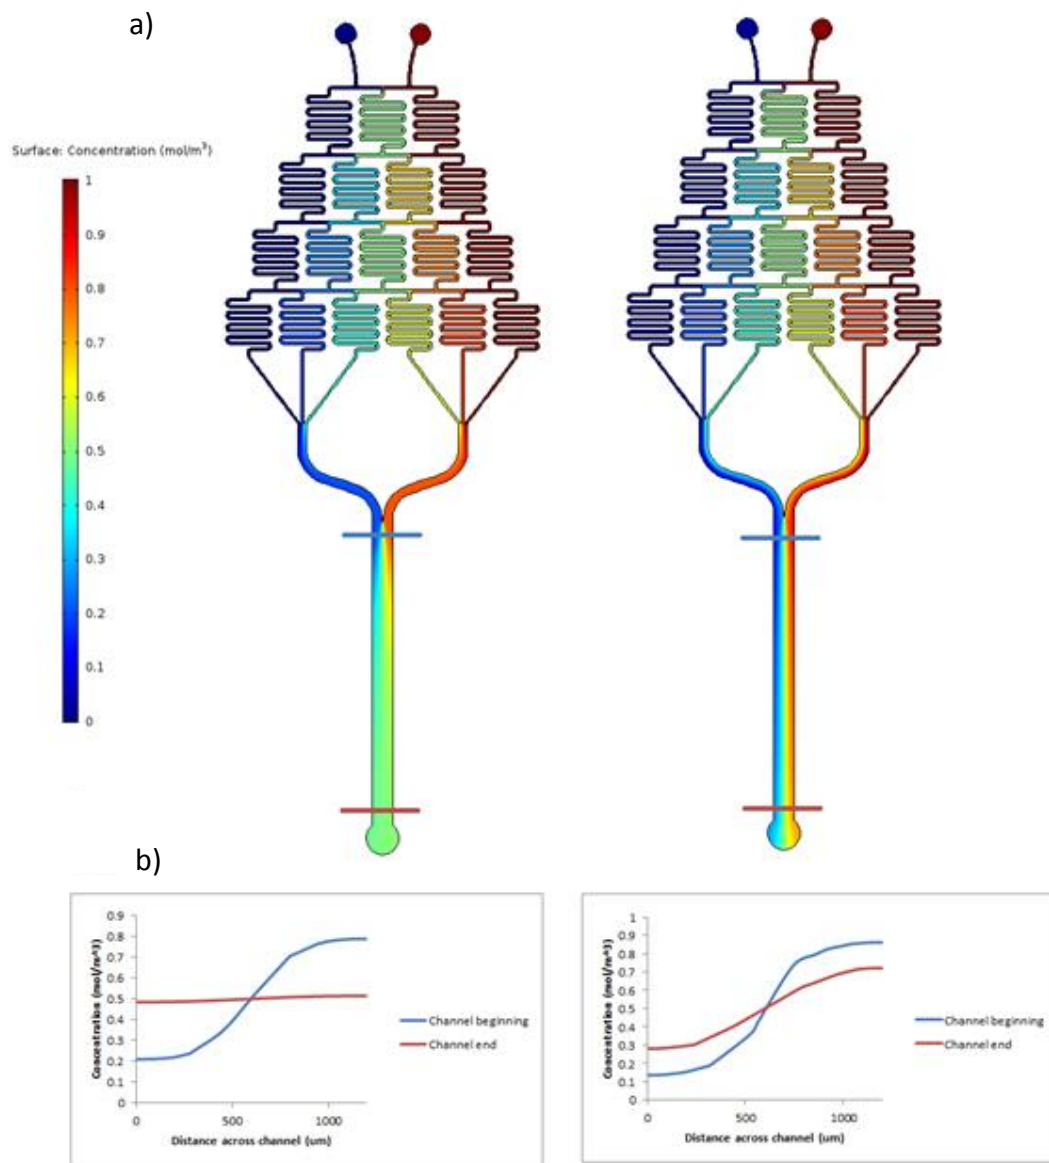 a)
Surface: Concentration (mol/m³)
1
0.9
0.8
0.7
0.6
0.5
0.4
0.3
0.2
0.1
0
b)
0.9
0.8
0.7
0.6
0.5
0.4
0.3
0.2
0.1
0
Concentration (mol/m^3)
0 500 1000
Distance across channel (um)
Channel beginning
Channel end
1
0.9
0.8
0.7
0.6
0.5
0.4
0.3
0.2
0.1
0
Concentration (mol/m^3)
0 500 1000
Distance across channel (um)
Channel beginning
Channel end